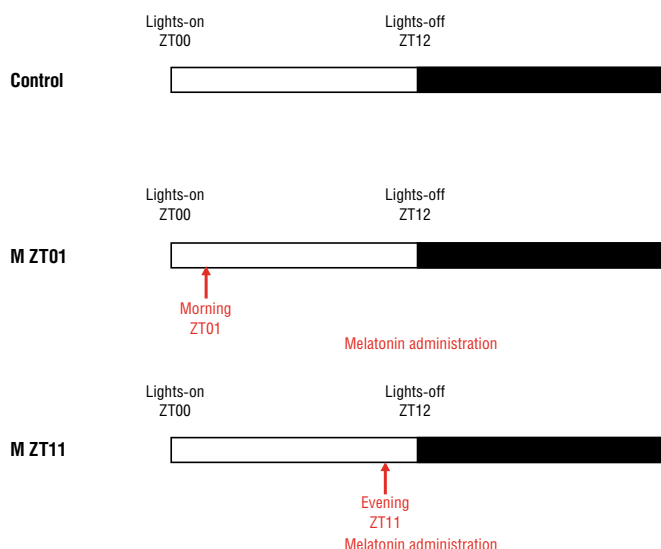 Lights-on
ZT00
Lights-off
ZT12
Control
Lights-on
ZT00
Lights-off
ZT12
M ZT01
Morning
ZT01
Melatonin administration
Lights-on
ZT00
Lights-off
ZT12
M ZT11
Evening
ZT11
Melatonin administration